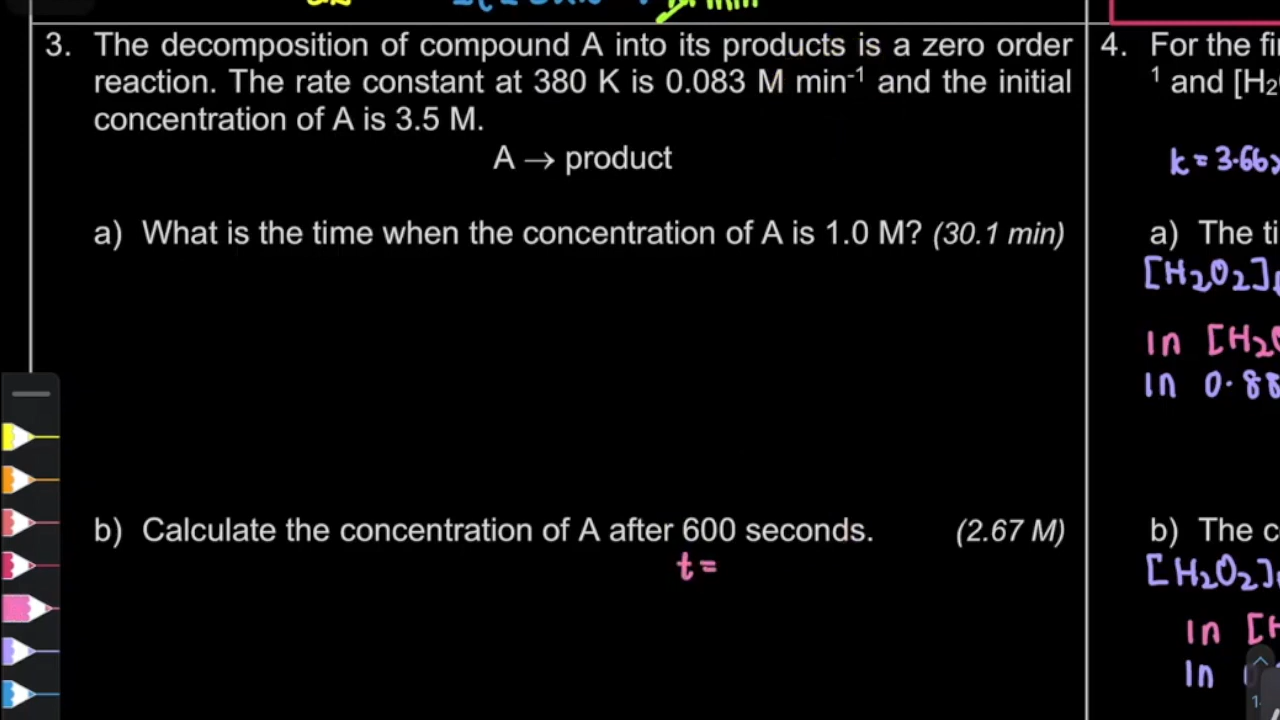 3. The decomposition of compound A into its products is a zero order
reaction. The rate constant at 380 K is 0.083 M min⁻¹ and the initial
concentration of A is 3.5 M.
A → product
a) What is the time when the concentration of A is 1.0 M? (30.1 min)
b) Calculate the concentration of A after 600 seconds. (2.67 M)
t =
4. For the
¹ and [H₂
k = 3.66
a) The
[H₂O₂]
ln [H₂
ln 0.88
b) The
[H₂O₂]
ln [H
ln